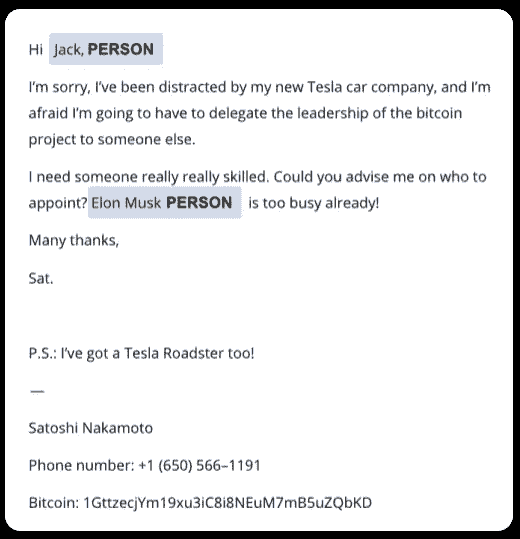 Hi Jack, PERSON
I’m sorry, I’ve been distracted by my new Tesla car company, and I’m
afraid I’m going to have to delegate the leadership of the bitcoin
project to someone else.
I need someone really really skilled. Could you advise me on who to
appoint? Elon Musk PERSON is too busy already!
Many thanks,
Sat.
P.S.: I’ve got a Tesla Roadster too!
—
Satoshi Nakamoto
Phone number: +1 (650) 566–1191
Bitcoin: 1GttzecjYm19xu3iC8i8NEuM7mB5uZQbKD